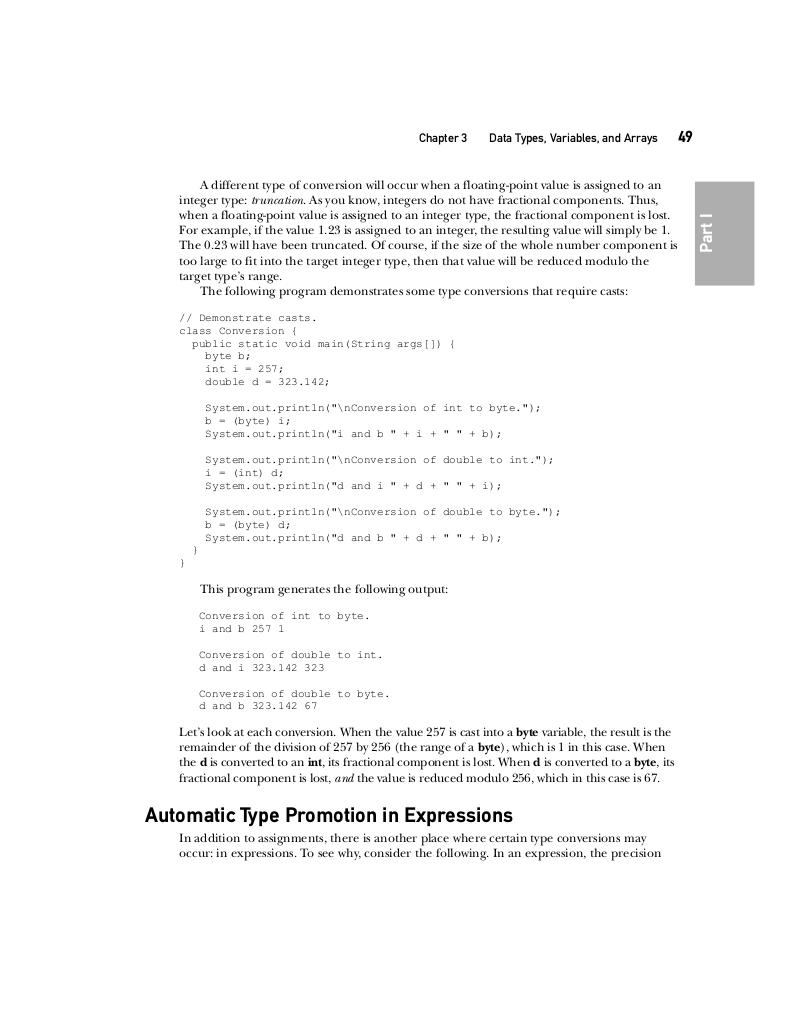 Chapter 3 Data Types, Variables, and Arrays 49
A different type of conversion will occur when a floating-point value is assigned to an
integer type: truncation. As you know, integers do not have fractional components. Thus,
when a floating-point value is assigned to an integer type, the fractional component is lost.
For example, if the value 1.23 is assigned to an integer, the resulting value will simply be 1.
The 0.23 will have been truncated. Of course, if the size of the whole number component is
too large to fit into the target integer type, then that value will be reduced modulo the
target type's range.
The following program demonstrates some type conversions that require casts:
// Demonstrate casts.
class Conversion {
public static void main(String args[]) {
byte b;
int i = 257;
double d = 323.142;
System.out.println("\nConversion of int to byte.");
b = (byte) i;
System.out.println("i and b " + i + " " + b);
System.out.println("\nConversion of double to int.");
i = (int) d;
System.out.println("d and i " + d + " " + i);
System.out.println("\nConversion of double to byte.");
b = (byte) d;
System.out.println("d and b " + d + " " + b);
}
}
This program generates the following output:
Conversion of int to byte.
i and b 257 1
Conversion of double to int.
d and i 323.142 323
Conversion of double to byte.
d and b 323.142 67
Let's look at each conversion. When the value 257 is cast into a byte variable, the result is the
remainder of the division of 257 by 256 (the range of a byte), which is 1 in this case. When
the d is converted to an int, its fractional component is lost. When d is converted to a byte, its
fractional component is lost, and the value is reduced modulo 256, which in this case is 67.
Automatic Type Promotion in Expressions
In addition to assignments, there is another place where certain type conversions may
occur: in expressions. To see why, consider the following. In an expression, the precision
Part I